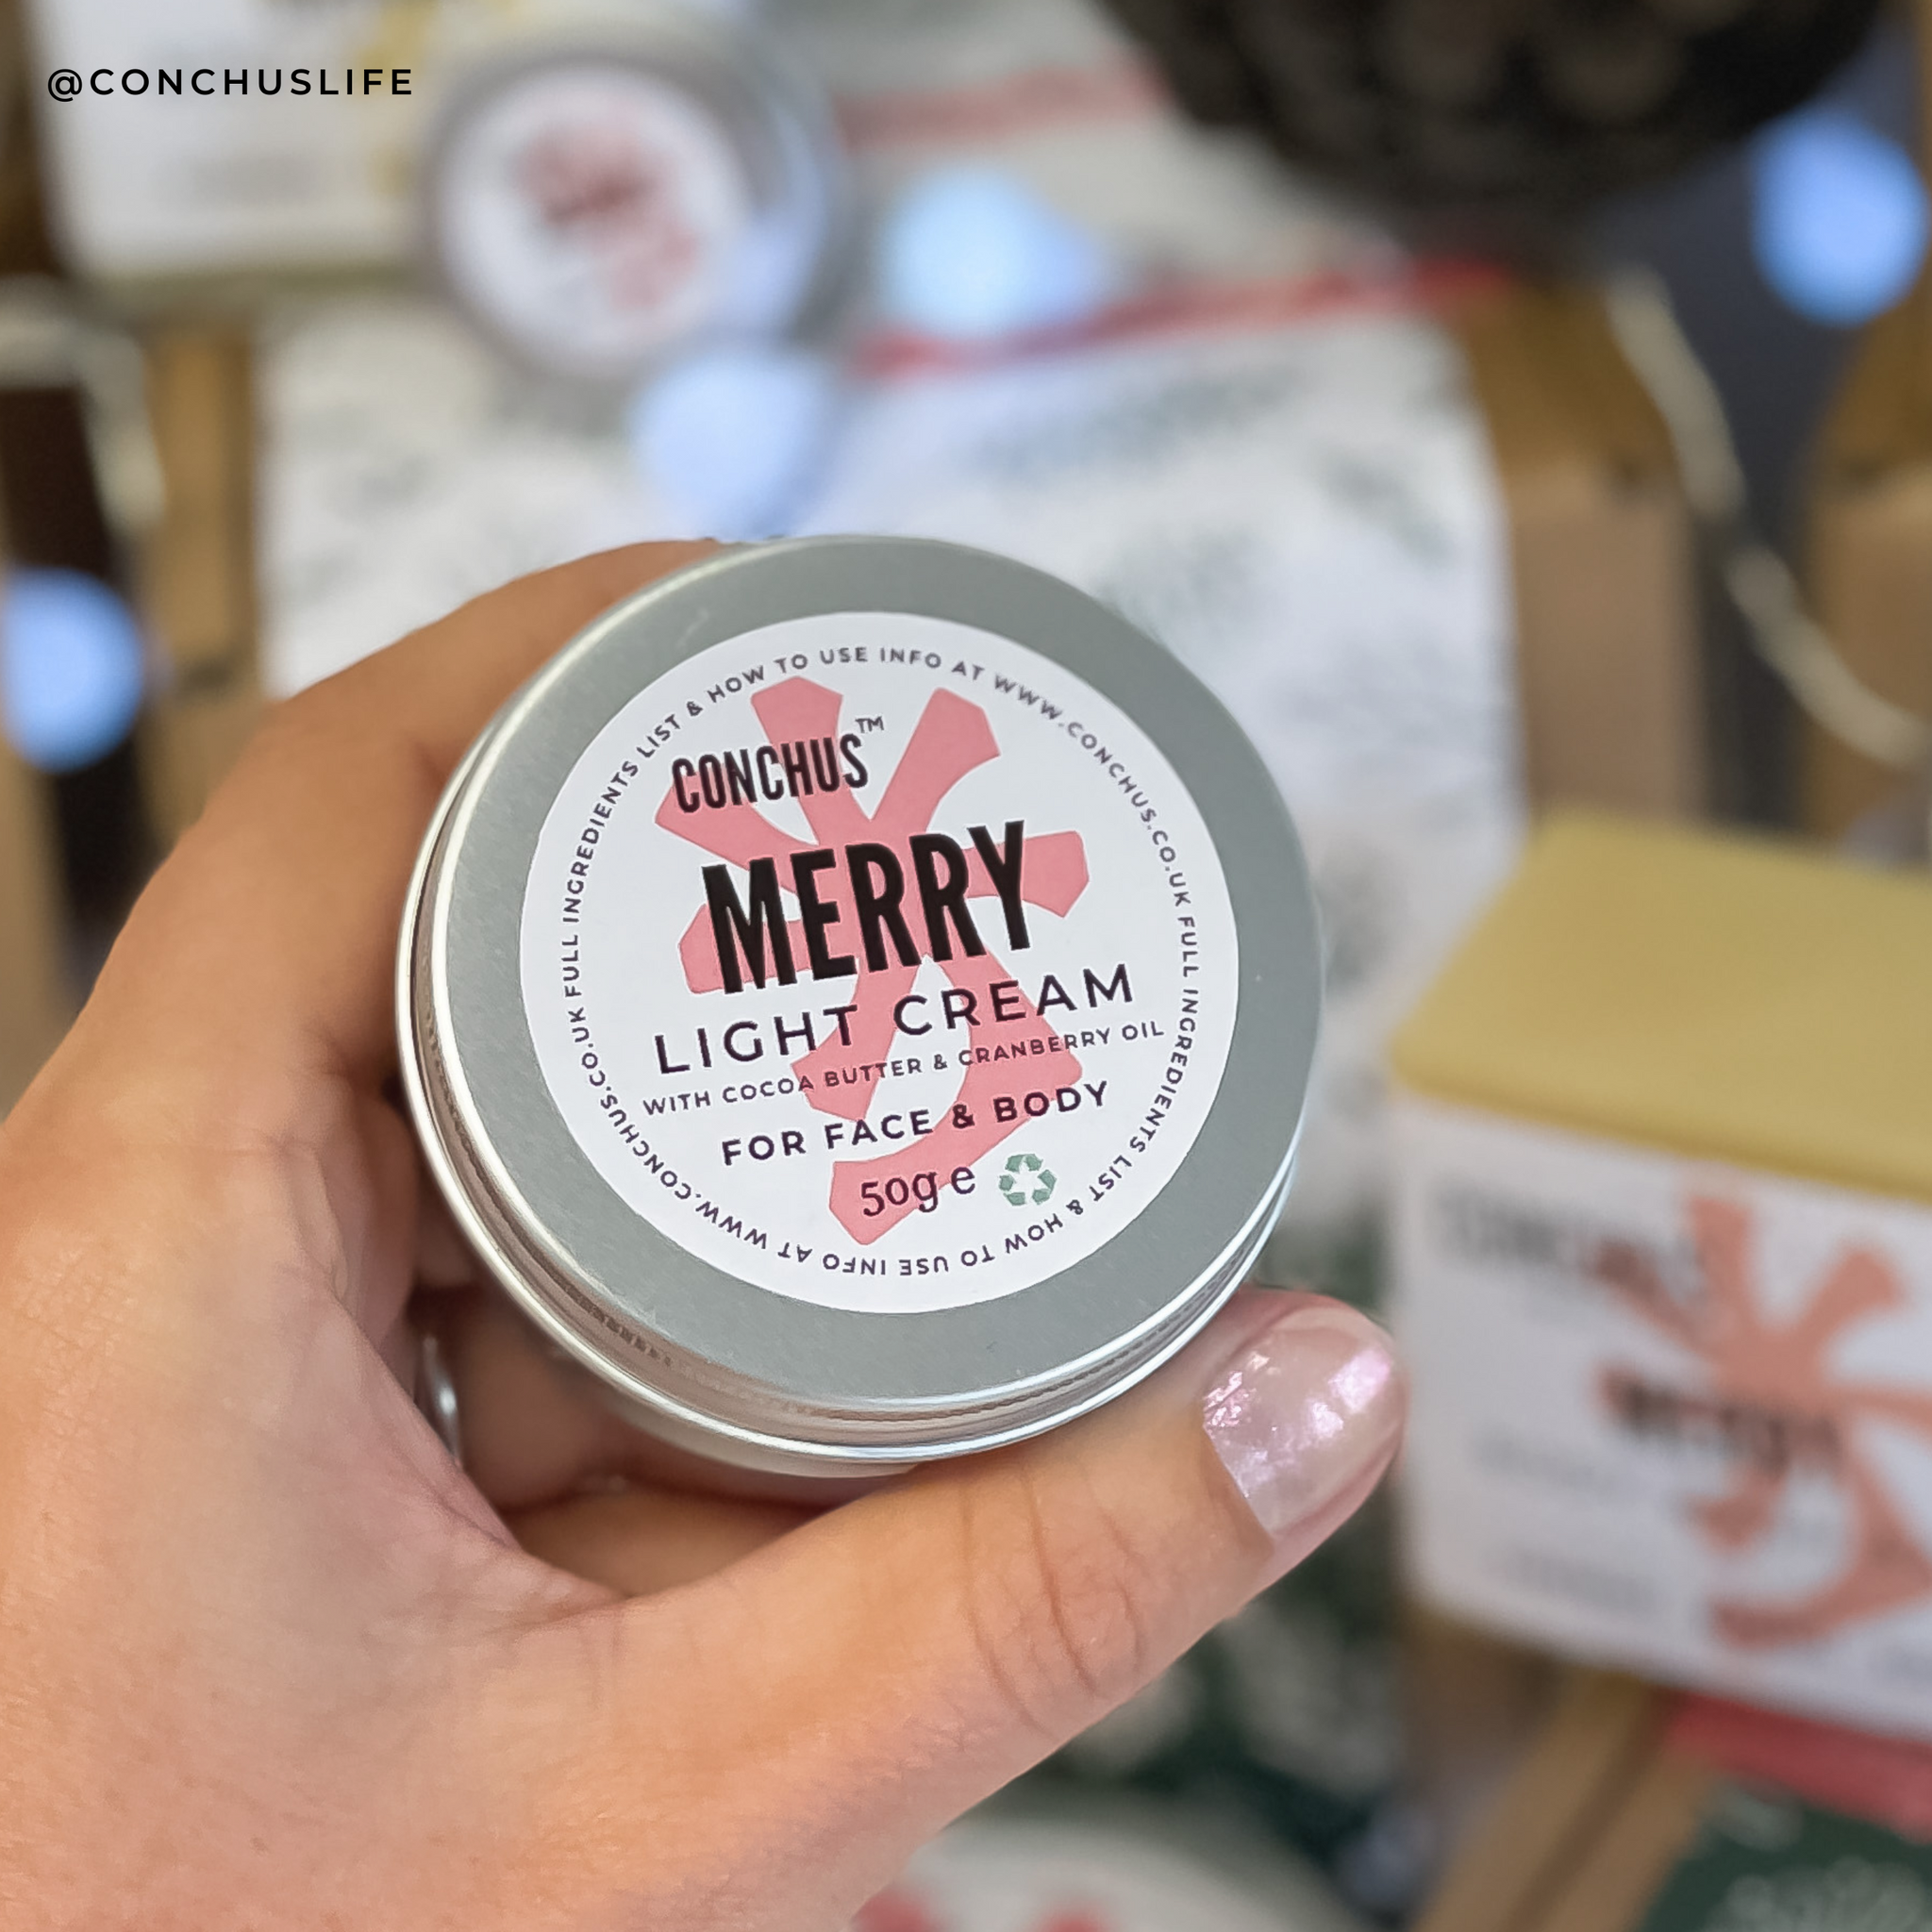 @CONCHUSLIFE
CONCHUS™
MERRY
LIGHT CREAM
WITH COCOA BUTTER & CRANBERRY OIL
FOR FACE & BODY
50g e
FULL INGREDIENTS LIST & HOW TO USE INFO AT WWW.CONCHUS.CO.UK FULL INGREDIENTS LIST & HOW TO USE INFO AT WWW.CONCHUS.CO.UK